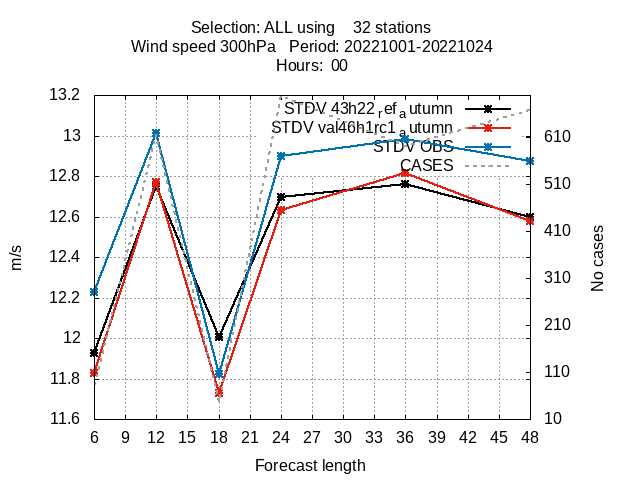 Selection: ALL using    32 stations
Wind speed 300hPa   Period: 20221001-20221024
Hours:  00
13.2
13
12.8
12.6
12.4
12.2
12
11.8
11.6
m/s
STDV 43h22_ref_autumn
STDV val46h1rc1_autumn
STDV OBS
CASES
610
510
410
310
210
110
10
No cases
6 9 12 15 18 21 24 27 30 33 36 39 42 45 48
Forecast length